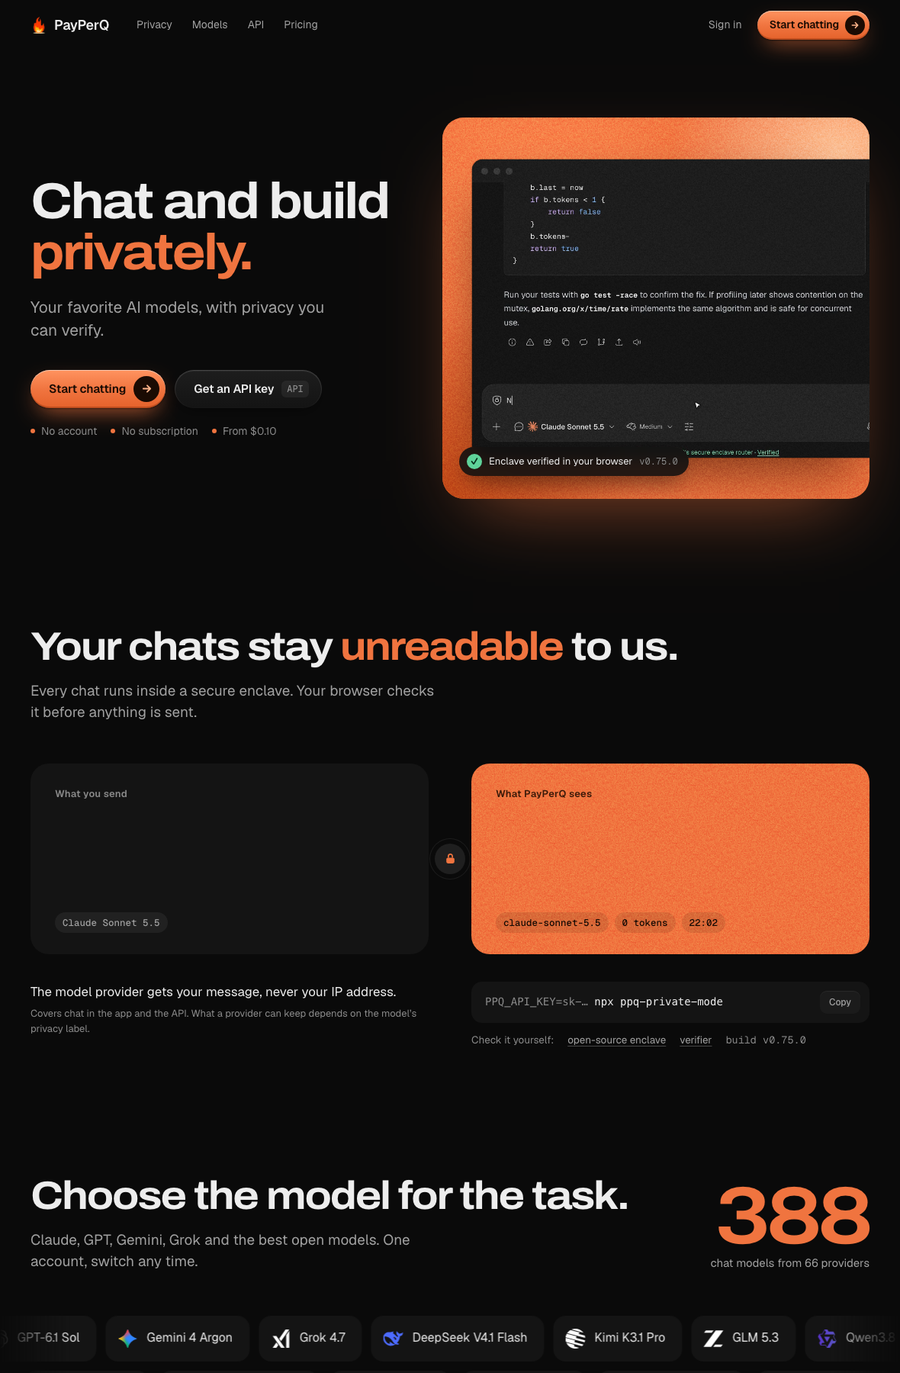 PayPerQ
Privacy
Models
API
Pricing
Sign in
Start chatting
Chat and build
privately.
Your favorite AI models, with privacy you
can verify.
Start chatting
Get an API key API
No account
No subscription
From $0.10
b.last = now
if b.tokens < 1 {
return false
}
b.tokens—
return true
}
Run your tests with go test -race to confirm the fix. If profiling later shows contention on the
mutex, golang.org/x/time/rate implements the same algorithm and is safe for concurrent
use.
N
Claude Sonnet 5.5
Medium
's secure enclave router · Verified
Enclave verified in your browser v0.75.0
Your chats stay unreadable to us.
Every chat runs inside a secure enclave. Your browser checks
it before anything is sent.
What you send
Claude Sonnet 5.5
What PayPerQ sees
claude-sonnet-5.5
0 tokens
22:02
The model provider gets your message, never your IP address.
Covers chat in the app and the API. What a provider can keep depends on the model's
privacy label.
PPQ_API_KEY=sk-… npx ppq-private-mode
Copy
Check it yourself: open-source enclave verifier build v0.75.0
Choose the model for the task.
Claude, GPT, Gemini, Grok and the best open models. One
account, switch any time.
388
chat models from 66 providers
GPT-6.1 Sol
Gemini 4 Argon
Grok 4.7
DeepSeek V4.1 Flash
Kimi K3.1 Pro
GLM 5.3
Qwen3.8